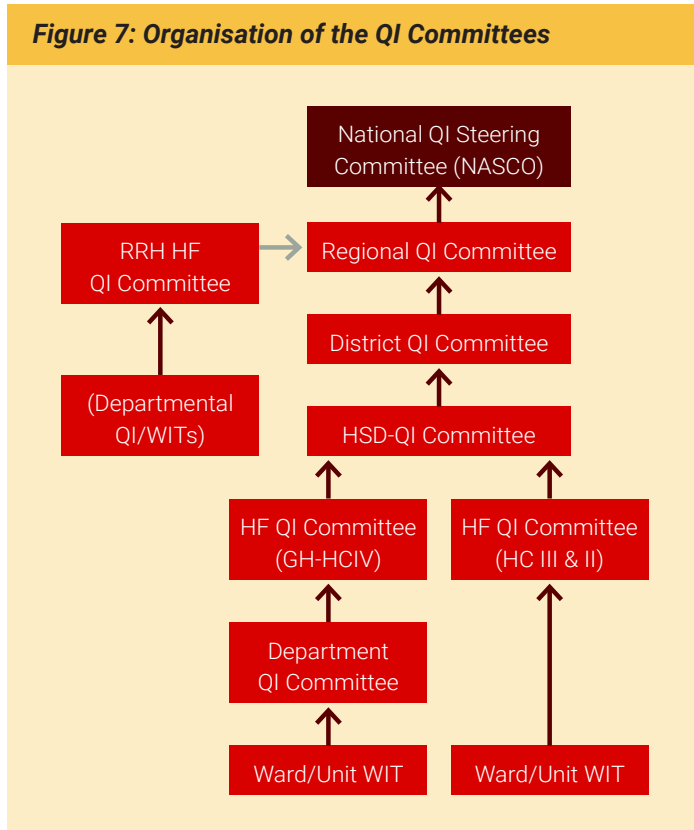 Figure 7: Organisation of the QI Committees
National QI Steering
Committee (NASCO)
RRH HF
QI Committee
Regional QI Committee
District QI Committee
(Departmental
QI/WITs)
HSD-QI Committee
HF QI Committee
(GH-HCIV)
HF QI Committee
(HC III & II)
Department
QI Committee
Ward/Unit WIT
Ward/Unit WIT